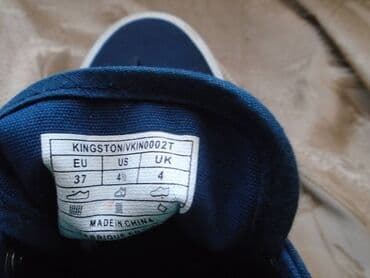 KINGSTON/VKIN0002T
EU US UK
37 4½ 4
MADE IN CHINA